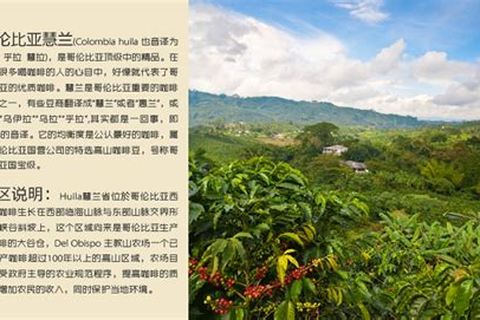 伦比亚慧兰(Colombia huila 也音译为
乎拉 慧拉)，是哥伦比亚顶级中的精品。在
很多喝咖啡的人的心目中，好像就代表了哥
亚的优质咖啡。慧兰是哥伦比亚重要的咖啡
之一，有些豆商翻译成"慧兰"或者"惠兰"，或
"乌伊拉""乌拉""乎拉",其实都是一回事，即
的音译。它的均衡度是公认最好的咖啡，属
伦比亚国营公司的特选高山咖啡豆，号称哥
亚国宝级。
区说明：Huila慧兰省位於哥伦比亚西
咖啡生长在西部临海山脉与东部山脉交界形
峡谷斜坡上，这个区域向来是哥伦比亚生产
啡的大谷仓，Del Obispo 主教山农场一个已
产咖啡超过100年以上的高山区域，农场目
受政府主导的农业规范程序，提高咖啡的质
增加农民的收入，同时保护当地环境。